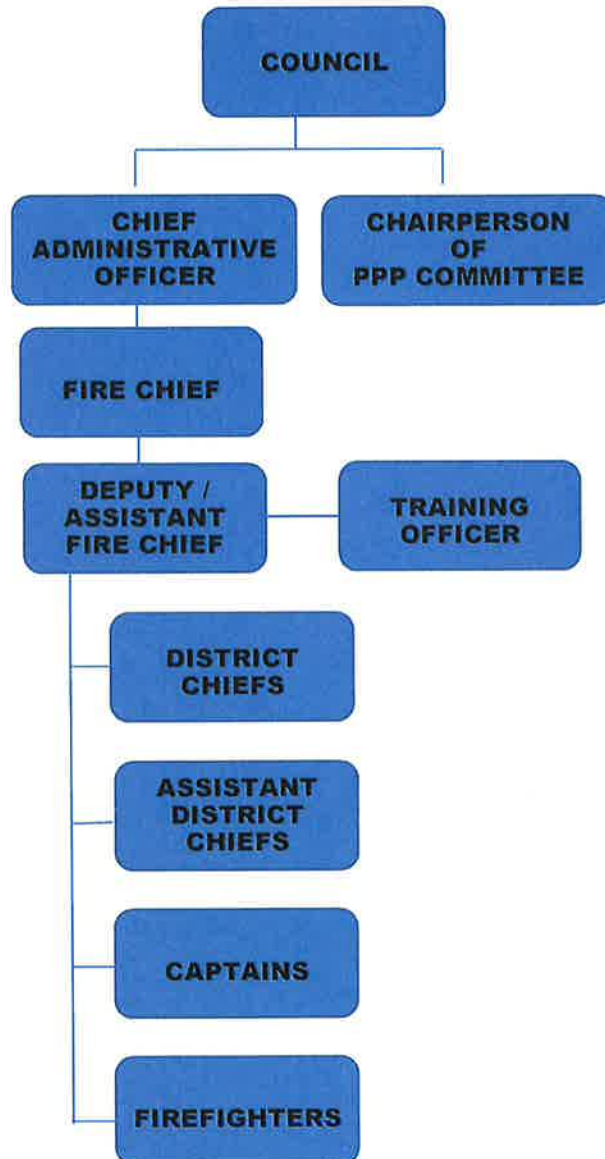 COUNCIL
CHIEF
ADMINISTRATIVE
OFFICER
CHAIRPERSON
OF
PPP COMMITTEE
FIRE CHIEF
DEPUTY /
ASSISTANT
FIRE CHIEF
TRAINING
OFFICER
DISTRICT
CHIEFS
ASSISTANT
DISTRICT
CHIEFS
CAPTAINS
FIREFIGHTERS